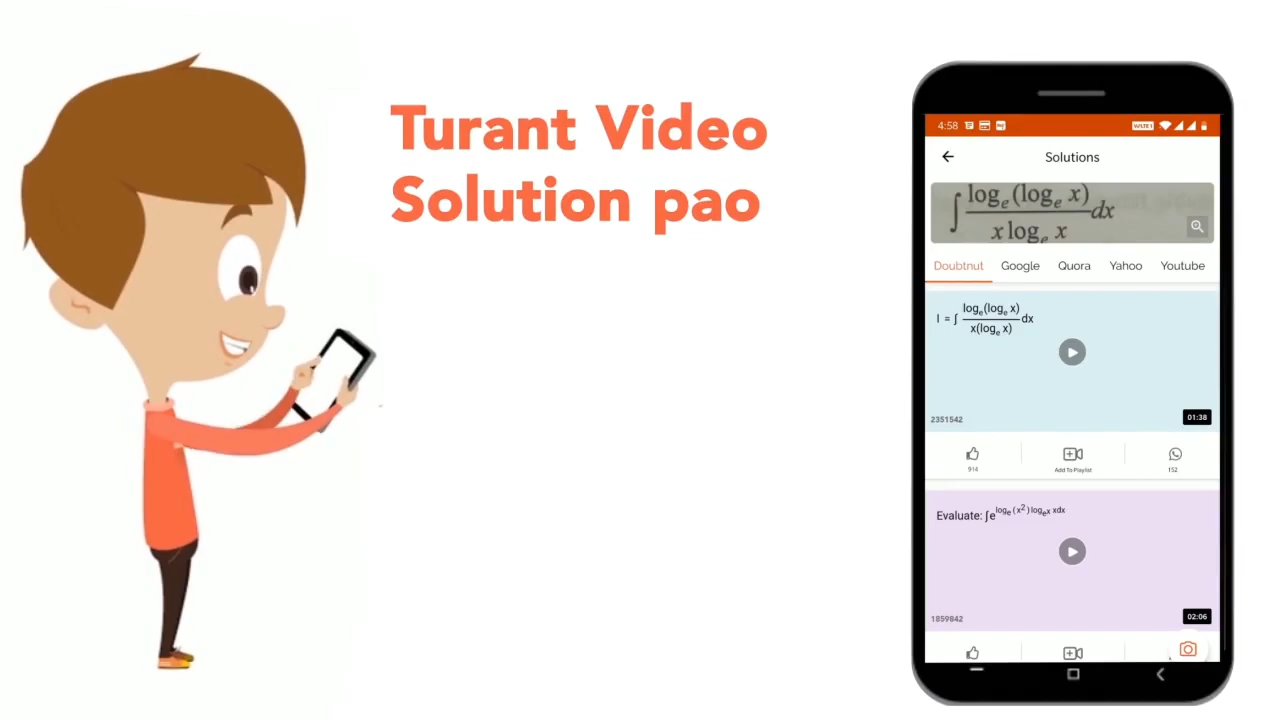 Turant Video
Solution pao
4:58
VoLTE1
Solutions
∫ logₑ(logₑ x) / x logₑ x dx
Doubtnut Google Quora Yahoo Youtube
I = ∫ logₑ(logₑ x) / x(logₑ x) dx
2351542 01:38
914 Add To Playlist 152
Evaluate: ∫e^logₑ(x²)logₑx xdx
1859842 02:06